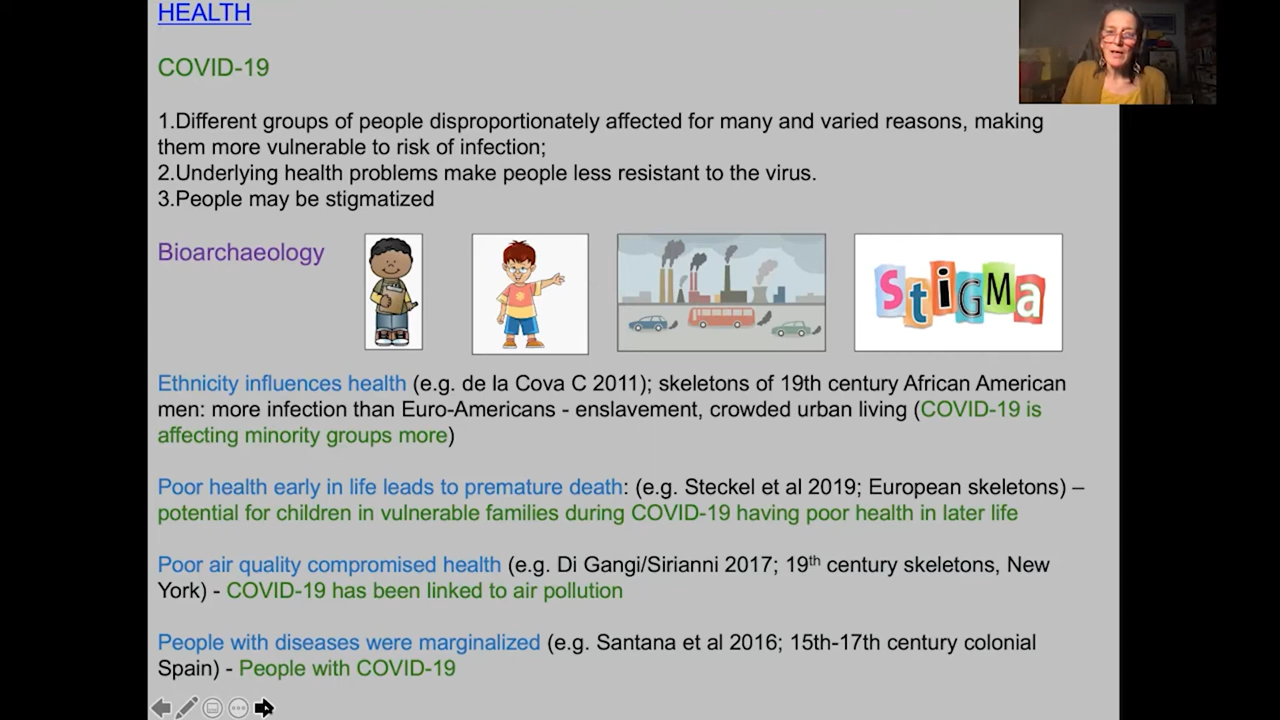 HEALTH
COVID-19
1.Different groups of people disproportionately affected for many and varied reasons, making
them more vulnerable to risk of infection;
2.Underlying health problems make people less resistant to the virus.
3.People may be stigmatized
Bioarchaeology
StiGMa
Ethnicity influences health (e.g. de la Cova C 2011); skeletons of 19th century African American
men: more infection than Euro-Americans - enslavement, crowded urban living (COVID-19 is
affecting minority groups more)
Poor health early in life leads to premature death: (e.g. Steckel et al 2019; European skeletons) –
potential for children in vulnerable families during COVID-19 having poor health in later life
Poor air quality compromised health (e.g. Di Gangi/Sirianni 2017; 19th century skeletons, New
York) - COVID-19 has been linked to air pollution
People with diseases were marginalized (e.g. Santana et al 2016; 15th-17th century colonial
Spain) - People with COVID-19